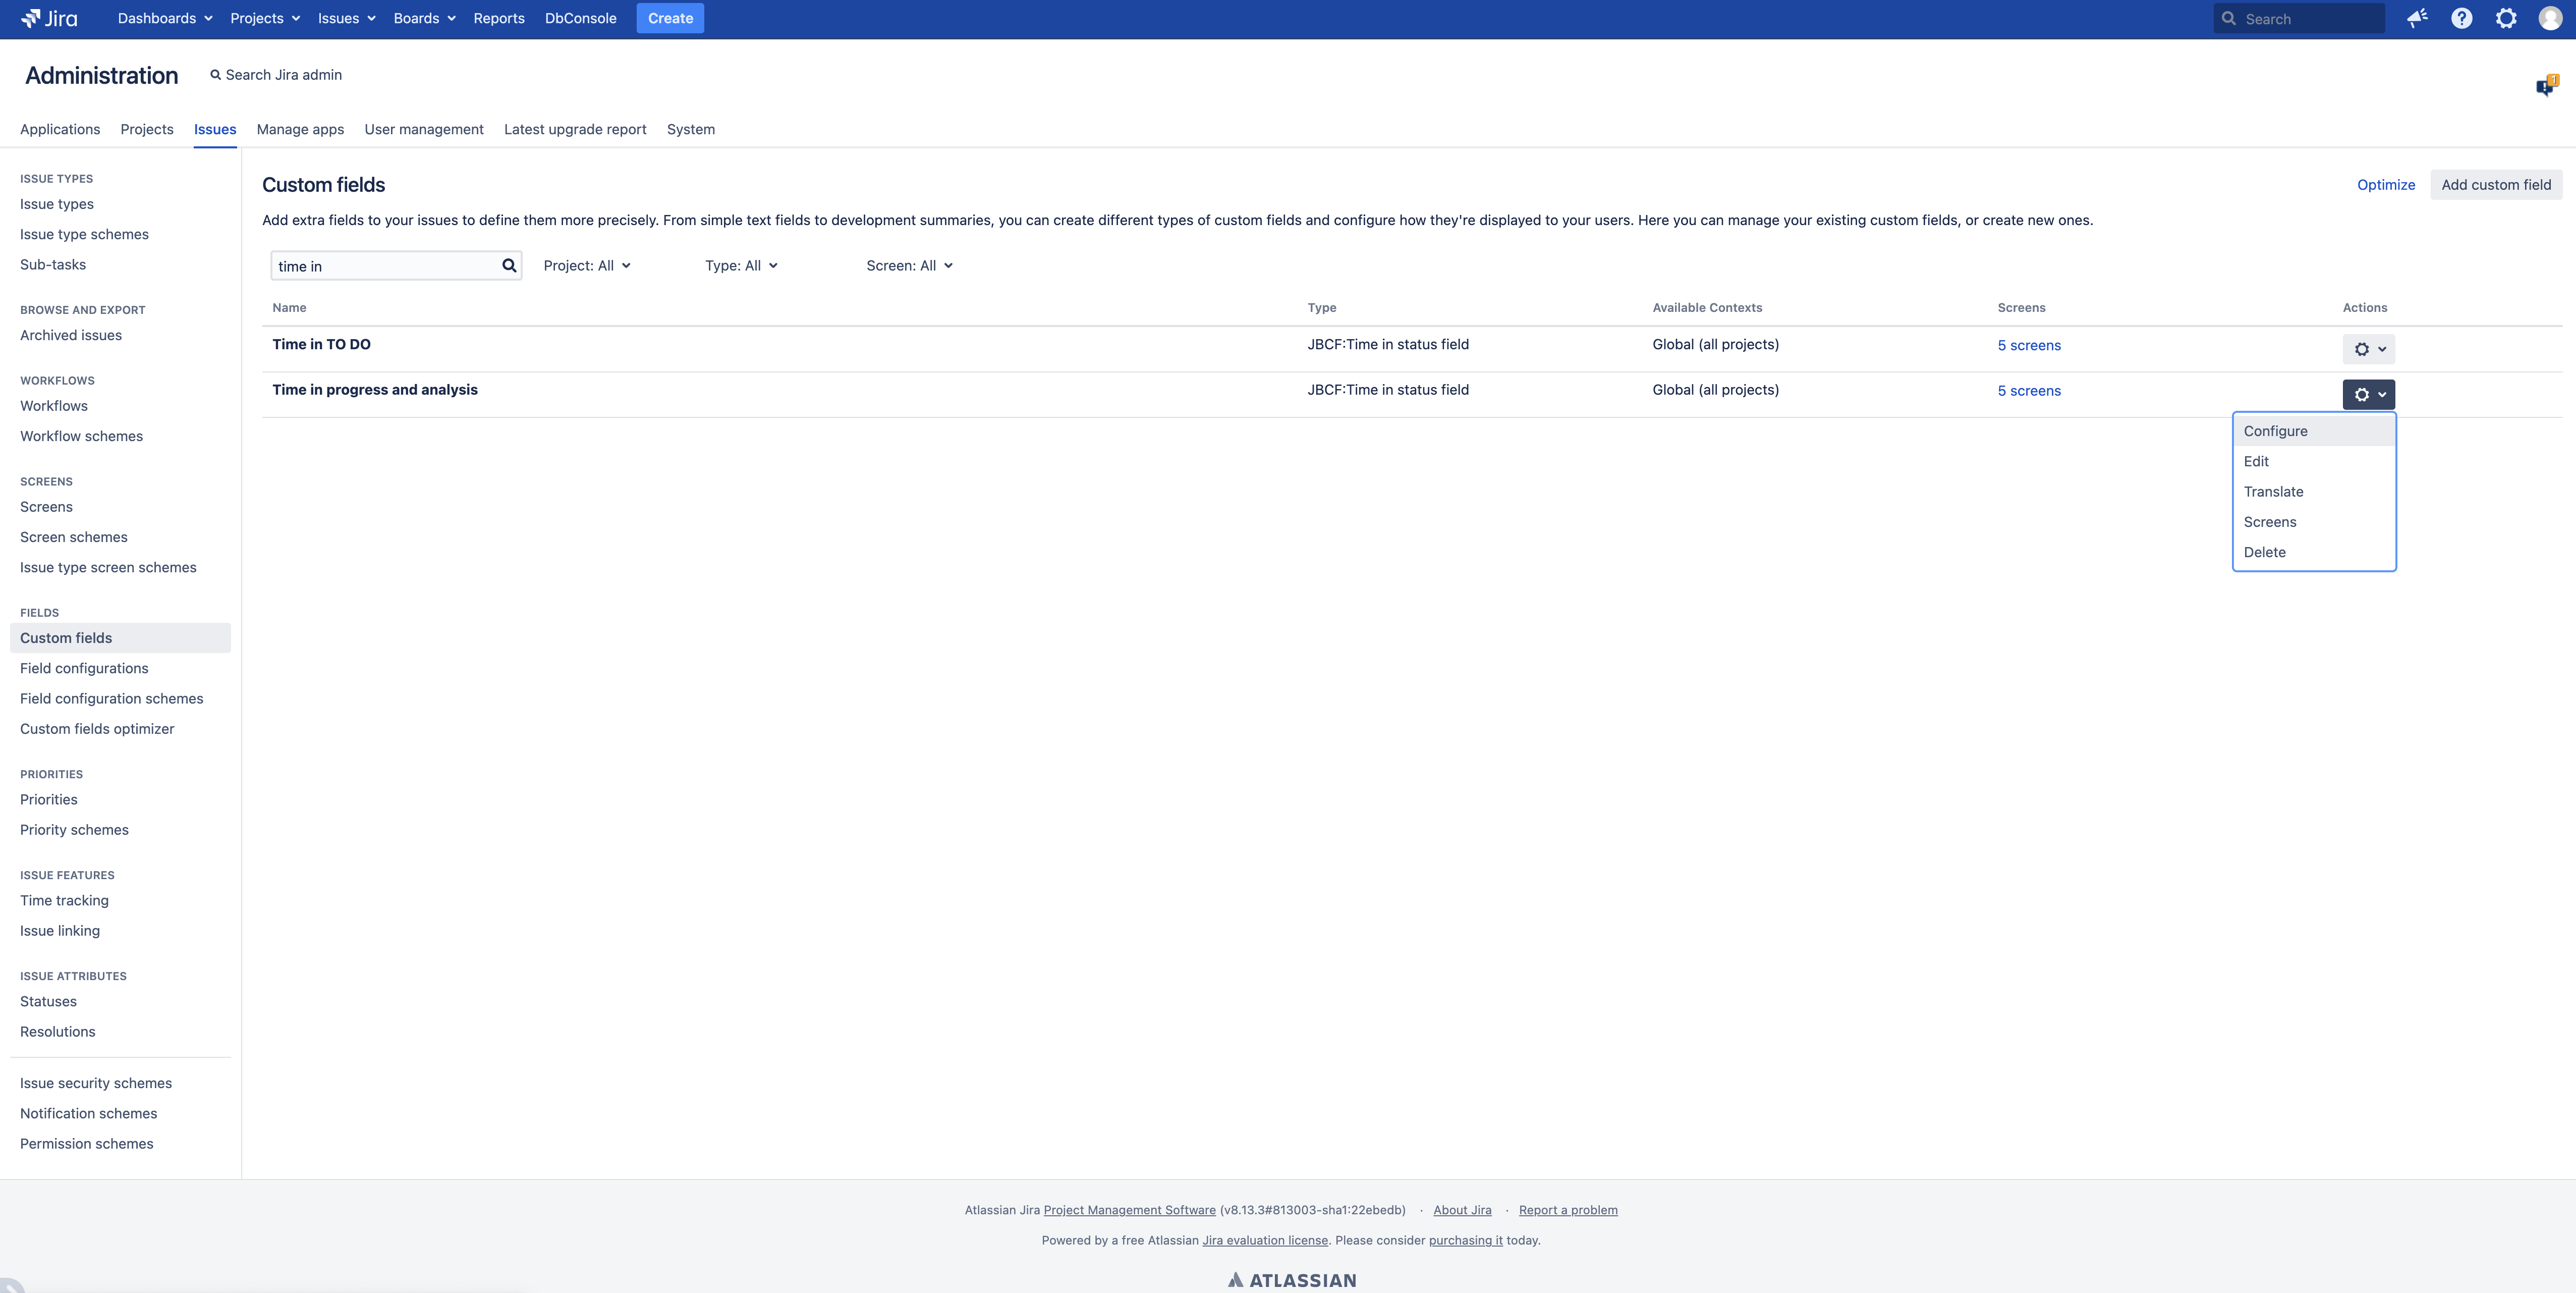 Jira Dashboards Projects Issues Boards Reports DbConsole Create Search
Administration Search Jira admin
1
Applications Projects Issues Manage apps User management Latest upgrade report System
ISSUE TYPES
Issue types
Issue type schemes
Sub-tasks
BROWSE AND EXPORT
Archived issues
WORKFLOWS
Workflows
Workflow schemes
SCREENS
Screens
Screen schemes
Issue type screen schemes
FIELDS
Custom fields
Field configurations
Field configuration schemes
Custom fields optimizer
PRIORITIES
Priorities
Priority schemes
ISSUE FEATURES
Time tracking
Issue linking
ISSUE ATTRIBUTES
Statuses
Resolutions
Issue security schemes
Notification schemes
Permission schemes
Custom fields Optimize Add custom field
Add extra fields to your issues to define them more precisely. From simple text fields to development summaries, you can create different types of custom fields and configure how they're displayed to your users. Here you can manage your existing custom fields, or create new ones.
time in Project: All Type: All Screen: All
Name Type Available Contexts Screens Actions
Time in TO DO JBCF:Time in status field Global (all projects) 5 screens
Time in progress and analysis JBCF:Time in status field Global (all projects) 5 screens
Configure
Edit
Translate
Screens
Delete
Atlassian Jira Project Management Software (v8.13.3#813003-sha1:22ebedb) · About Jira · Report a problem
Powered by a free Atlassian Jira evaluation license. Please consider purchasing it today.
ATLASSIAN